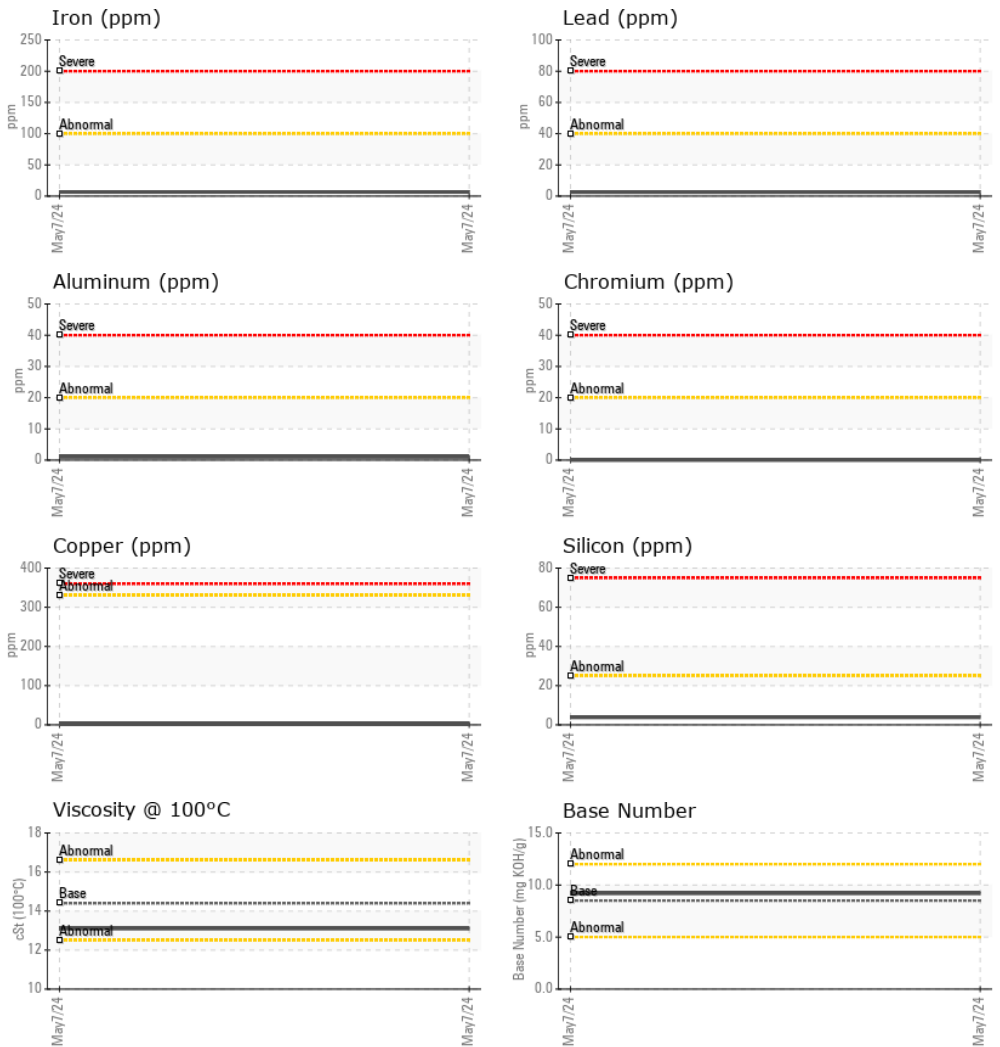 Iron (ppm)
250
200
150
100
50
0
ppm
Severe
Abnormal
May7/24
May7/24
Lead (ppm)
100
80
60
40
20
0
ppm
Severe
Abnormal
May7/24
May7/24
Aluminum (ppm)
50
40
30
20
10
0
ppm
Severe
Abnormal
May7/24
May7/24
Chromium (ppm)
50
40
30
20
10
0
ppm
Severe
Abnormal
May7/24
May7/24
Copper (ppm)
400
300
200
100
0
ppm
Severe
Abnormal
May7/24
May7/24
Silicon (ppm)
80
60
40
20
0
ppm
Severe
Abnormal
May7/24
May7/24
Viscosity @ 100°C
18
16
14
12
10
cSt (100°C)
Abnormal
Base
Abnormal
May7/24
May7/24
Base Number
15.0
10.0
5.0
0.0
Base Number (mg KOH/g)
Abnormal
Base
Abnormal
May7/24
May7/24